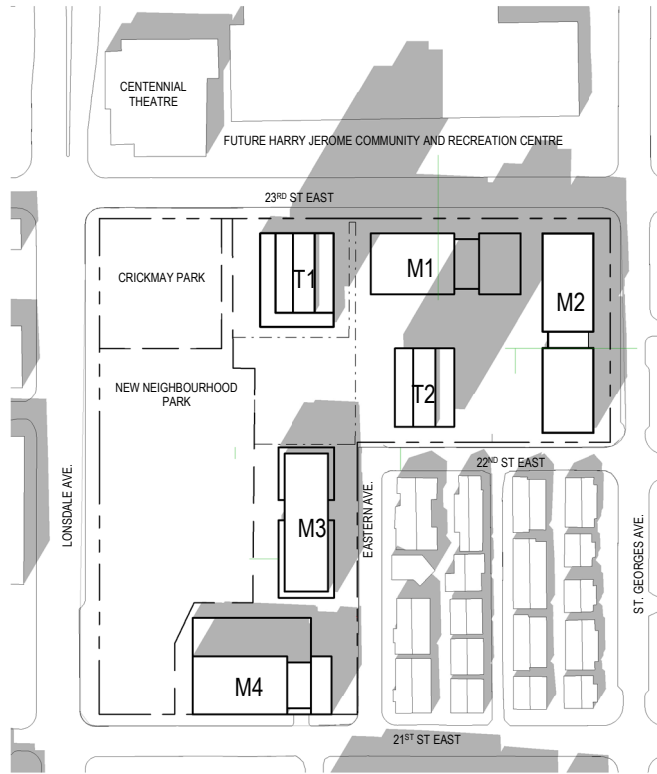 CENTENNIAL
THEATRE
FUTURE HARRY JEROME COMMUNITY AND RECREATION CENTRE
23RD ST EAST
CRICKMAY PARK
T1
M1
M2
NEW NEIGHBOURHOOD
PARK
T2
22ND ST EAST
LONSDALE AVE.
M3
EASTERN AVE.
ST. GEORGES AVE.
M4
21ST ST EAST